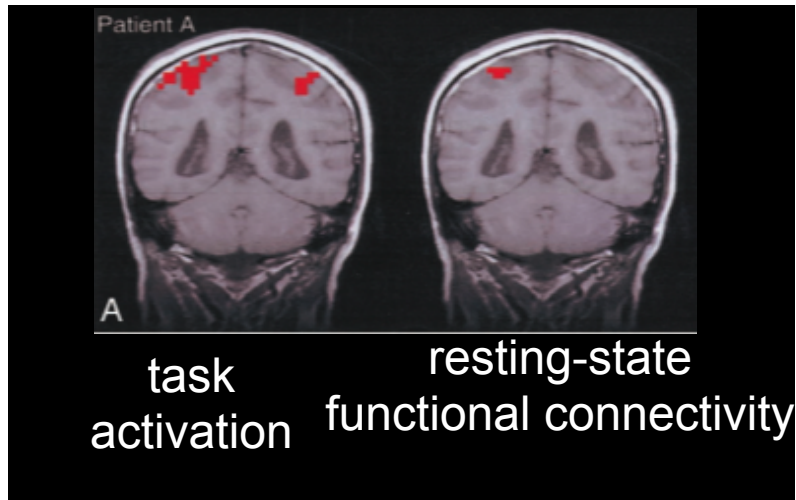 Patient A
A
task
activation
resting-state
functional connectivity